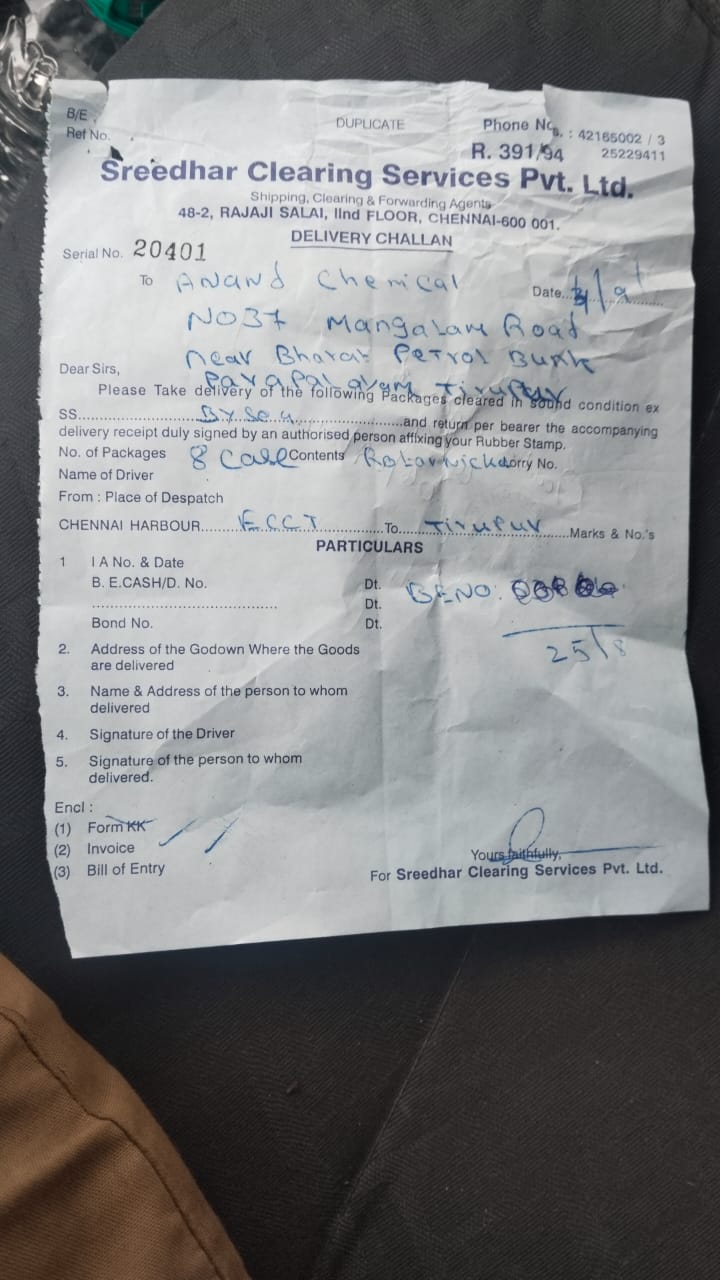 B/E
Ref No.
DUPLICATE
Phone Nos. : 42165002 / 3
25229411
R. 391/94
Sreedhar Clearing Services Pvt. Ltd.
Shipping, Clearing & Forwarding Agents
48-2, RAJAJI SALAI, IInd FLOOR, CHENNAI-600 001.
DELIVERY CHALLAN
Serial No. 20401
To Anand Chemical
Date
No 37 Mangalam Road
near Bharat Petrol Bunk
Dear Sirs,
Parapalayam Tirupur
Please Take delivery of the following Packages cleared in sound condition ex
SS. By Sea and return per bearer the accompanying
delivery receipt duly signed by an authorised person affixing your Rubber Stamp.
No. of Packages 8 Case Contents Lorry No.
Name of Driver
From : Place of Despatch
CHENNAI HARBOUR ECCT To Tirupur Marks & No.'s
PARTICULARS
1 I A No. & Date
B. E.CASH/D. No. Dt. BENO:
Dt.
Bond No. Dt.
25/8
2. Address of the Godown Where the Goods
are delivered
3. Name & Address of the person to whom
delivered
4. Signature of the Driver
5. Signature of the person to whom
delivered.
Encl :
(1) Form KK
(2) Invoice
(3) Bill of Entry
Yours faithfully,
For Sreedhar Clearing Services Pvt. Ltd.